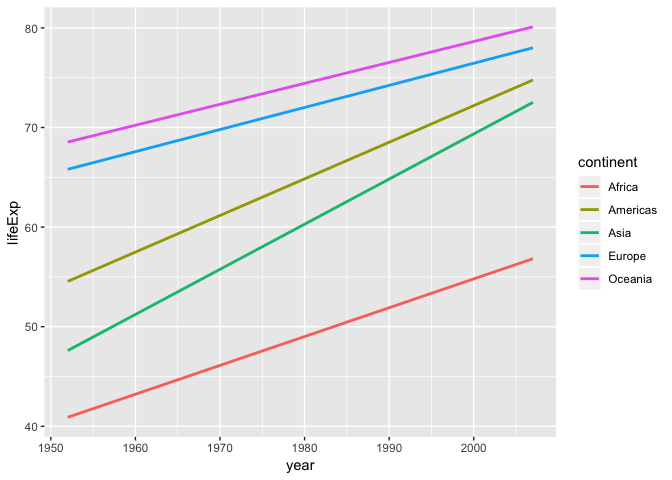 80
70
60
50
40
lifeExp
1950
1960
1970
1980
1990
2000
year
continent
Africa
Americas
Asia
Europe
Oceania